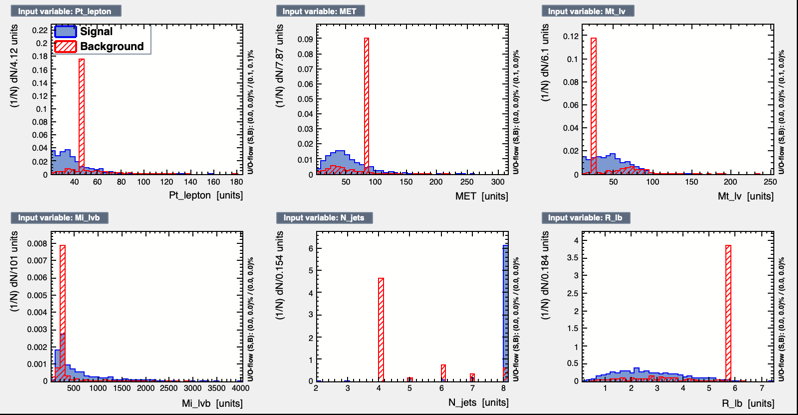 Input variable: Pt_lepton
(1/N) dN/4.12 units
0.22
0.2
0.18
0.16
0.14
0.12
0.1
0.08
0.06
0.04
0.02
0
Signal
Background
40 60 80 100 120 140 160 180
Pt_lepton [units]
U/O-flow (S,B): (0.0, 0.0)% / (0.1, 0.1)%
Input variable: MET
(1/N) dN/7.87 units
0.09
0.08
0.07
0.06
0.05
0.04
0.03
0.02
0.01
0
50 100 150 200 250 300
MET [units]
U/O-flow (S,B): (0.0, 0.0)% / (0.1, 0.0)%
Input variable: Mt_lv
(1/N) dN/6.1 units
0.12
0.1
0.08
0.06
0.04
0.02
0
50 100 150 200 250
Mt_lv [units]
U/O-flow (S,B): (0.0, 0.0)% / (0.1, 0.0)%
Input variable: Mi_lvb
(1/N) dN/101 units
0.008
0.007
0.006
0.005
0.004
0.003
0.002
0.001
0
500 1000 1500 2000 2500 3000 3500 4000
Mi_lvb [units]
U/O-flow (S,B): (0.0, 0.0)% / (0.0, 0.0)%
Input variable: N_jets
(1/N) dN/0.154 units
6
5
4
3
2
1
0
2 3 4 5 6 7 8
N_jets [units]
U/O-flow (S,B): (0.0, 0.0)% / (0.0, 0.0)%
Input variable: R_lb
(1/N) dN/0.184 units
4
3.5
3
2.5
2
1.5
1
0.5
0
1 2 3 4 5 6 7
R_lb [units]
U/O-flow (S,B): (0.0, 0.0)% / (0.0, 0.0)%